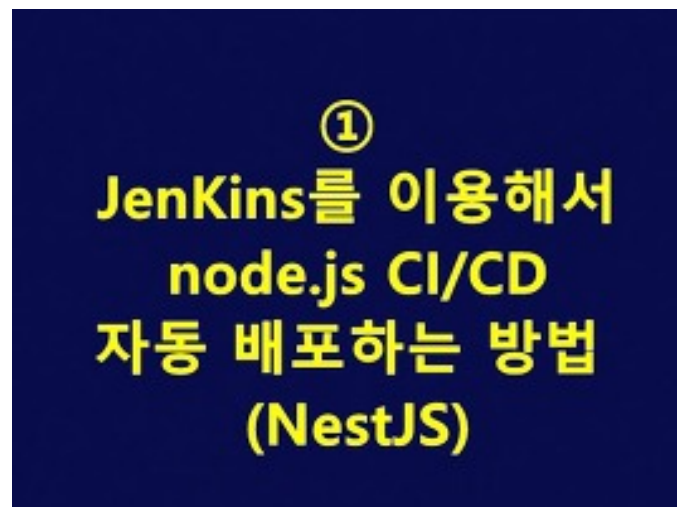 ①
JenKins를 이용해서
node.js CI/CD
자동 배포하는 방법
(NestJS)